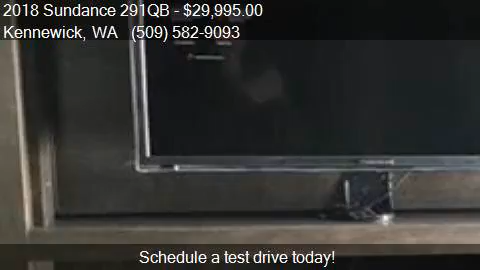 2018 Sundance 291QB - $29,995.00
Kennewick, WA (509) 582-9093
Schedule a test drive today!